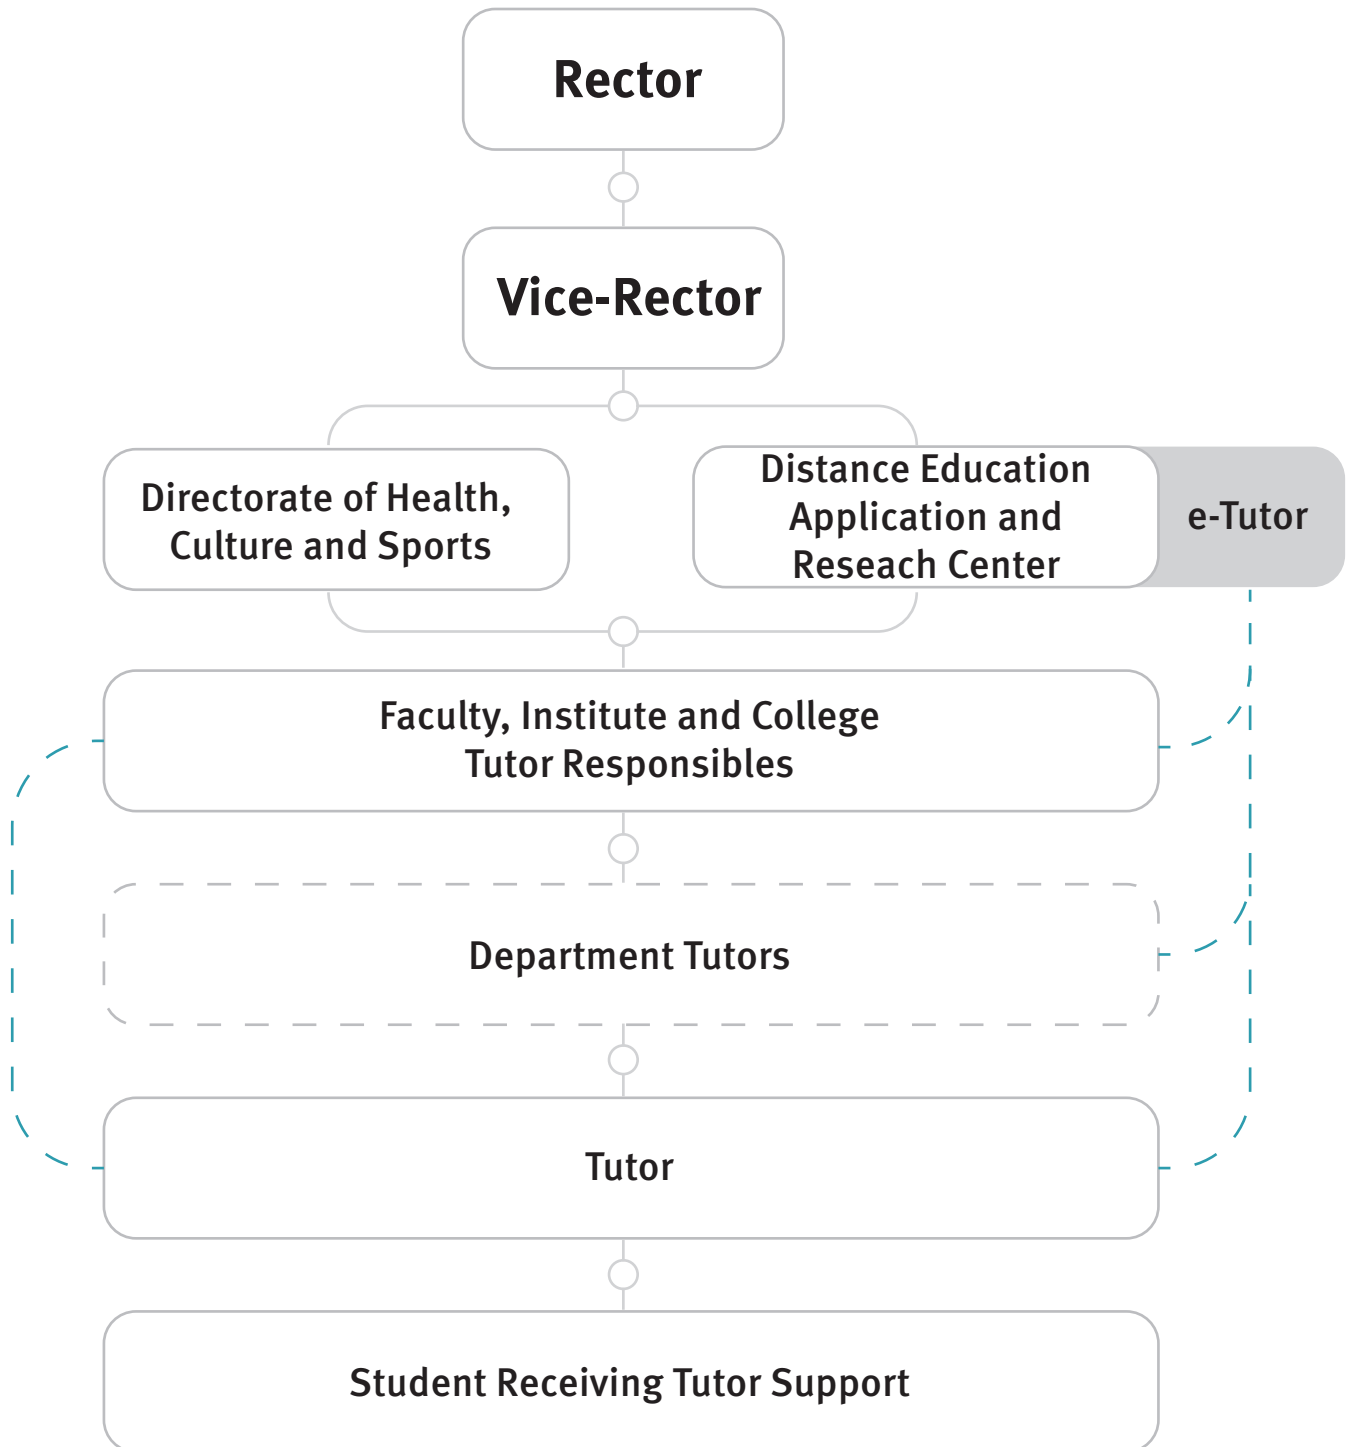 Rector
Vice-Rector
Directorate of Health,
Culture and Sports
Distance Education
Application and
Reseach Center
e-Tutor
Faculty, Institute and College
Tutor Responsibles
Department Tutors
Tutor
Student Receiving Tutor Support